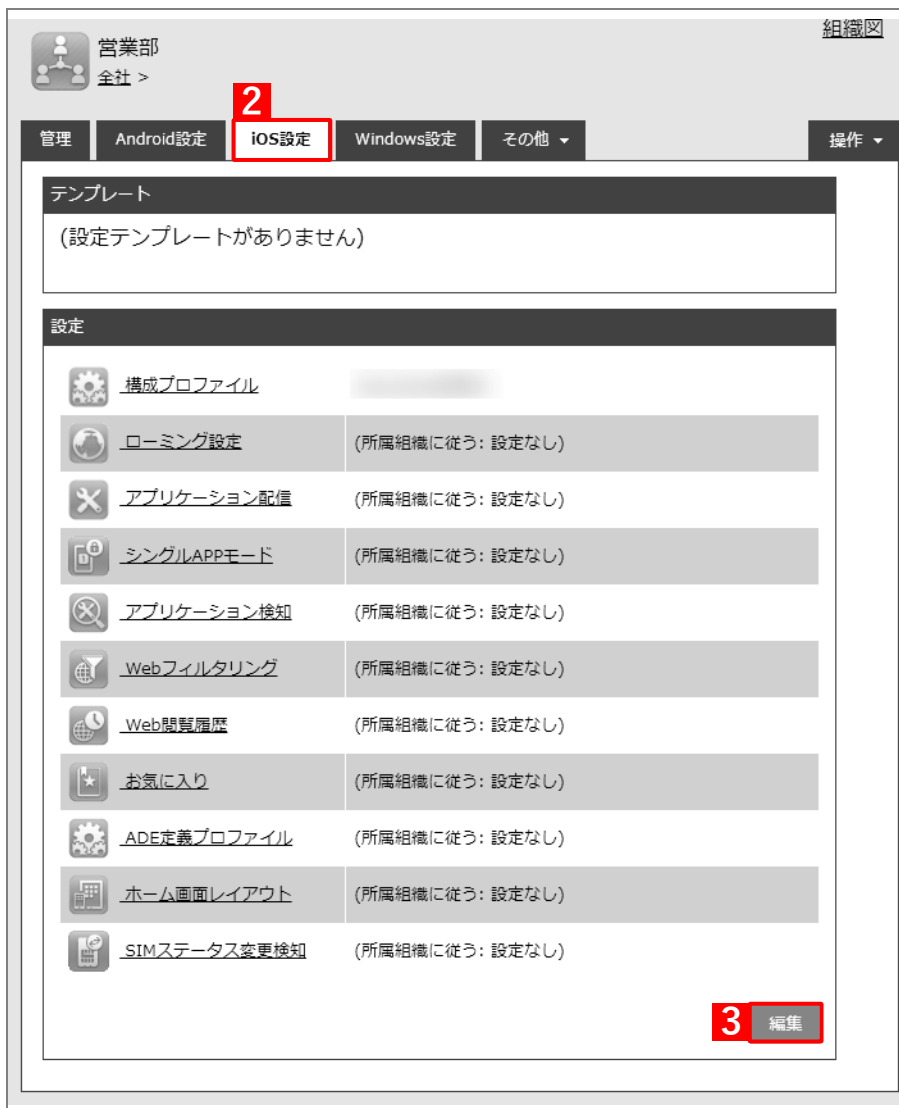 組織図
営業部
全社 >
2
管理 Android設定 iOS設定 Windows設定 その他 操作
テンプレート
(設定テンプレートがありません)
設定
構成プロファイル
ローミング設定 (所属組織に従う: 設定なし)
アプリケーション配信 (所属組織に従う: 設定なし)
シングルAPPモード (所属組織に従う: 設定なし)
アプリケーション検知 (所属組織に従う: 設定なし)
Webフィルタリング (所属組織に従う: 設定なし)
Web閲覧履歴 (所属組織に従う: 設定なし)
お気に入り (所属組織に従う: 設定なし)
ADE定義プロファイル (所属組織に従う: 設定なし)
ホーム画面レイアウト (所属組織に従う: 設定なし)
SIMステータス変更検知 (所属組織に従う: 設定なし)
3 編集